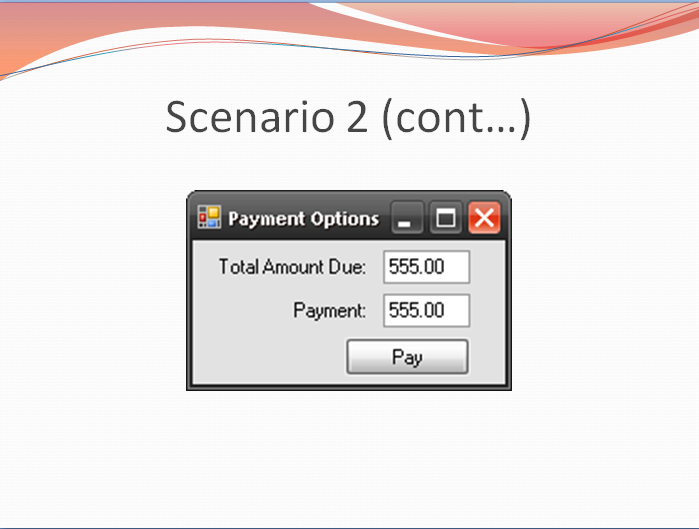 Scenario 2 (cont…)
Payment Options
Total Amount Due: 555.00
Payment: 555.00
Pay